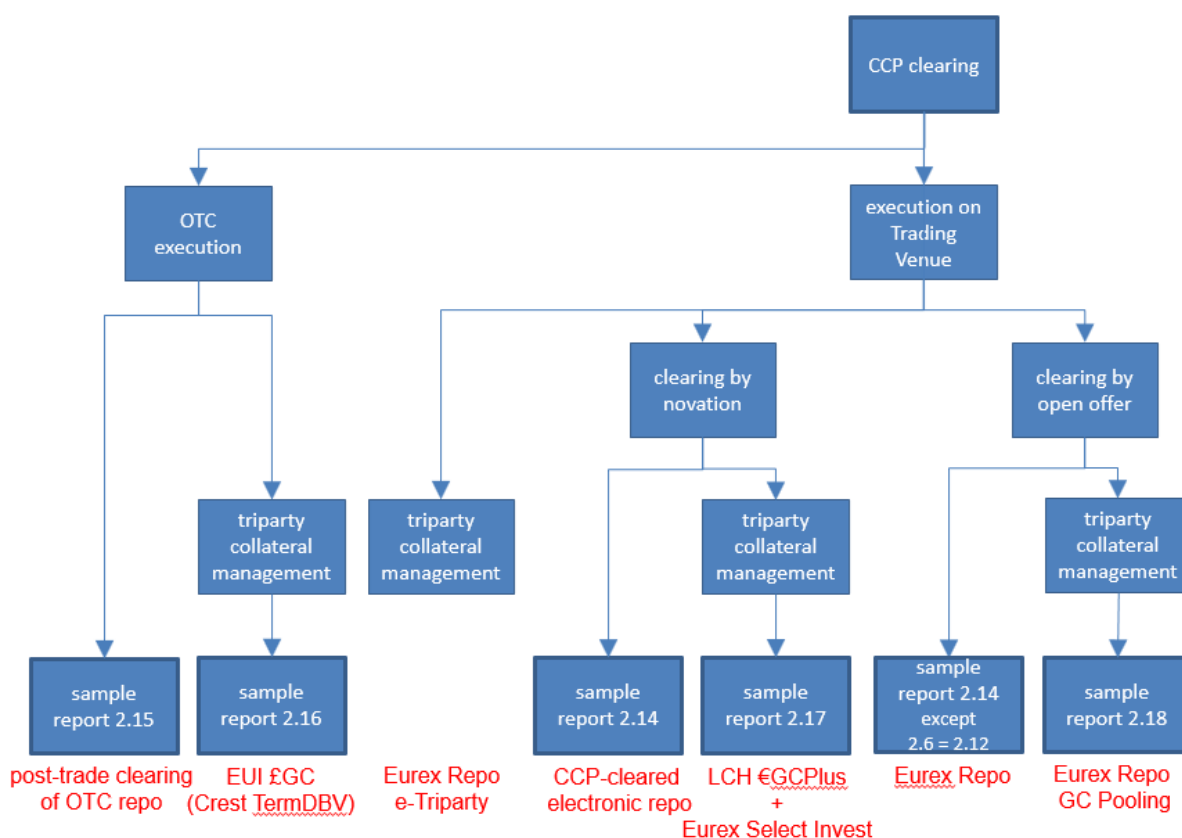 CCP clearing
OTC
execution
execution on
Trading
Venue
clearing by
novation
clearing by
open offer
triparty
collateral
management
triparty
collateral
management
triparty
collateral
management
triparty
collateral
management
sample
report 2.15
sample
report 2.16
sample
report 2.14
sample
report 2.17
sample
report 2.14
except
2.6 = 2.12
sample
report 2.18
post-trade clearing
of OTC repo
EUI £GC
(Crest TermDBV)
Eurex Repo
e-Triparty
CCP-cleared
electronic repo
LCH €GCPlus
+
Eurex Select Invest
Eurex Repo
Eurex Repo
GC Pooling